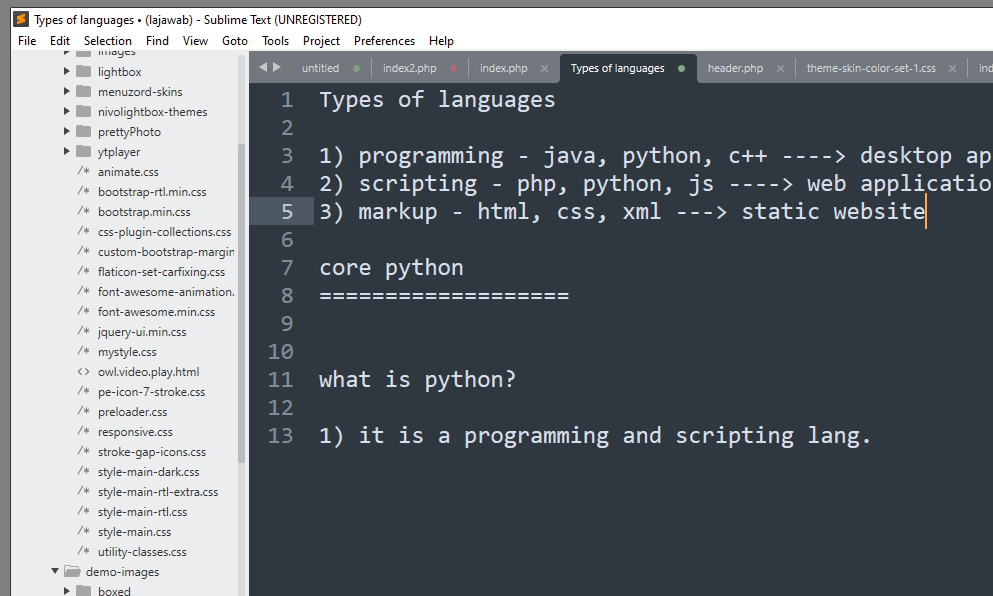 Types of languages • (lajawab) - Sublime Text (UNREGISTERED)
File Edit Selection Find View Goto Tools Project Preferences Help
images
lightbox
menuzord-skins
nivolightbox-themes
prettyPhoto
ytplayer
/* animate.css
/* bootstrap-rtl.min.css
/* bootstrap.min.css
/* css-plugin-collections.css
/* custom-bootstrap-margin
/* flaticon-set-carfixing.css
/* font-awesome-animation.
/* font-awesome.min.css
/* jquery-ui.min.css
/* mystyle.css
<> owl.video.play.html
/* pe-icon-7-stroke.css
/* preloader.css
/* responsive.css
/* stroke-gap-icons.css
/* style-main-dark.css
/* style-main-rtl-extra.css
/* style-main-rtl.css
/* style-main.css
/* utility-classes.css
demo-images
boxed
untitled index2.php index.php Types of languages header.php theme-skin-color-set-1.css ind
1 Types of languages
2
3 1) programming - java, python, c++ ----> desktop ap
4 2) scripting - php, python, js ----> web applicatio
5 3) markup - html, css, xml ---> static website
6
7 core python
8 ===================
9
10
11 what is python?
12
13 1) it is a programming and scripting lang.